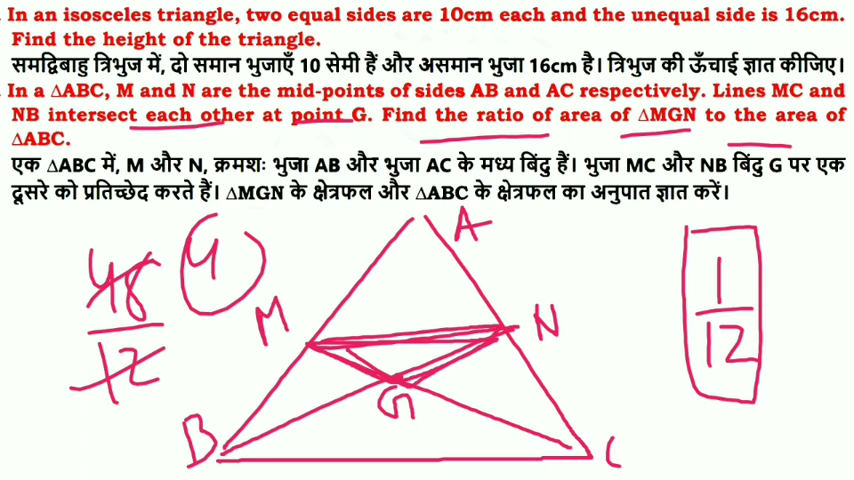 In an isosceles triangle, two equal sides are 10cm each and the unequal side is 16cm.
Find the height of the triangle.
समद्विबाहु त्रिभुज में, दो समान भुजाएँ 10 सेमी हैं और असमान भुजा 16cm है। त्रिभुज की ऊँचाई ज्ञात कीजिए।
In a ∆ABC, M and N are the mid-points of sides AB and AC respectively. Lines MC and
NB intersect each other at point G. Find the ratio of area of ∆MGN to the area of
∆ABC.
एक ∆ABC में, M और N, क्रमशः भुजा AB और भुजा AC के मध्य बिंदु हैं। भुजा MC और NB बिंदु G पर एक
दूसरे को प्रतिच्छेद करते हैं। ∆MGN के क्षेत्रफल और ∆ABC के क्षेत्रफल का अनुपात ज्ञात करें।
A
48
12
4
M
N
1
12
G
B
C